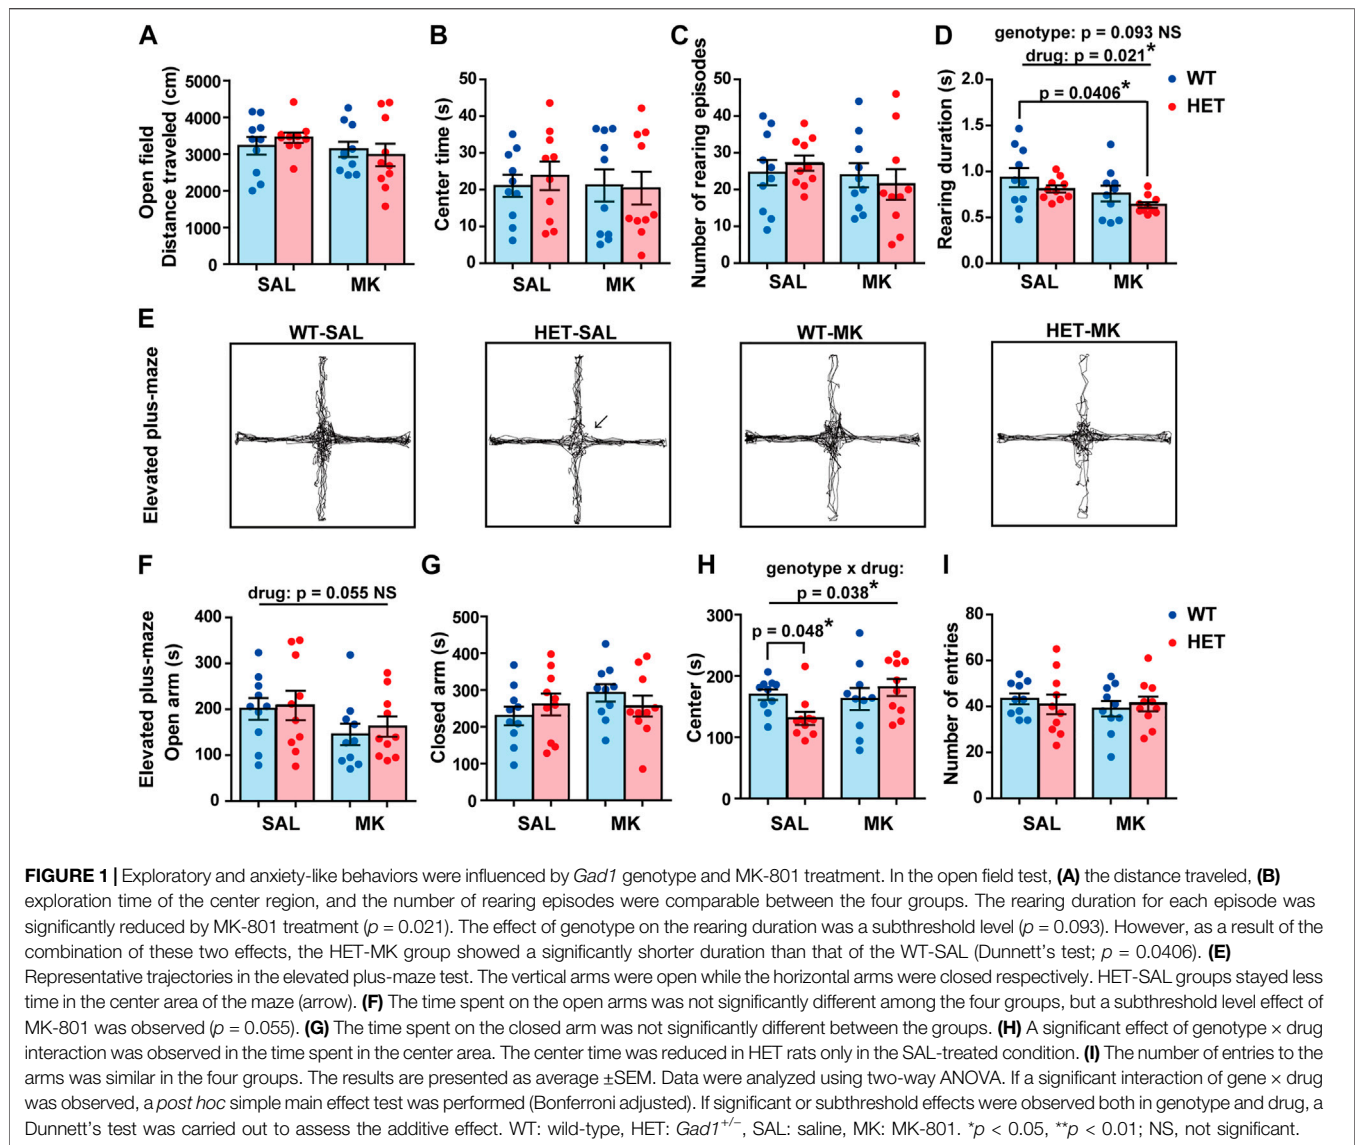 A
B
C
D
genotype: p = 0.093 NS
drug: p = 0.021*
p = 0.0406*
WT
HET
Open field
Distance traveled (cm)
5000
4000
3000
2000
1000
0
SAL
MK
Center time (s)
50
40
30
20
10
0
SAL
MK
Number of rearing episodes
50
40
30
20
10
0
SAL
MK
Rearing duration (s)
2.0
1.5
1.0
0.5
0.0
SAL
MK
E
Elevated plus-maze
WT-SAL
HET-SAL
WT-MK
HET-MK
F
drug: p = 0.055 NS
Elevated plus-maze
Open arm (s)
400
300
200
100
0
SAL
MK
G
Closed arm (s)
500
400
300
200
100
0
SAL
MK
H
genotype x drug:
p = 0.038*
p = 0.048*
Center (s)
300
200
100
0
SAL
MK
I
Number of entries
80
60
40
20
0
SAL
MK
WT
HET
FIGURE 1 | Exploratory and anxiety-like behaviors were influenced by Gad1 genotype and MK-801 treatment. In the open field test, (A) the distance traveled, (B)
exploration time of the center region, and the number of rearing episodes were comparable between the four groups. The rearing duration for each episode was
significantly reduced by MK-801 treatment (p = 0.021). The effect of genotype on the rearing duration was a subthreshold level (p = 0.093). However, as a result of the
combination of these two effects, the HET-MK group showed a significantly shorter duration than that of the WT-SAL (Dunnett's test; p = 0.0406). (E)
Representative trajectories in the elevated plus-maze test. The vertical arms were open while the horizontal arms were closed respectively. HET-SAL groups stayed less
time in the center area of the maze (arrow). (F) The time spent on the open arms was not significantly different among the four groups, but a subthreshold level effect of
MK-801 was observed (p = 0.055). (G) The time spent on the closed arm was not significantly different between the groups. (H) A significant effect of genotype × drug
interaction was observed in the time spent in the center area. The center time was reduced in HET rats only in the SAL-treated condition. (I) The number of entries to the
arms was similar in the four groups. The results are presented as average ±SEM. Data were analyzed using two-way ANOVA. If a significant interaction of gene × drug
was observed, a post hoc simple main effect test was performed (Bonferroni adjusted). If significant or subthreshold effects were observed both in genotype and drug, a
Dunnett's test was carried out to assess the additive effect. WT: wild-type, HET: Gad1+/−, SAL: saline, MK: MK-801. *p < 0.05, **p < 0.01; NS, not significant.